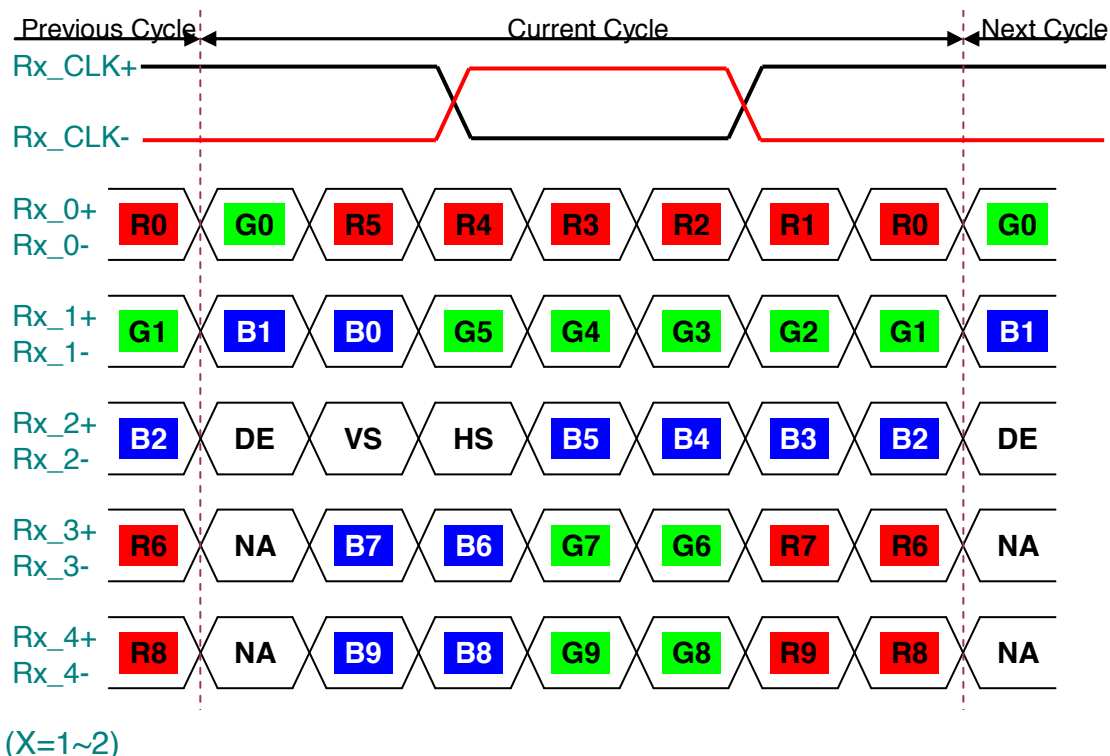 Previous Cycle Current Cycle Next Cycle
Rx_CLK+
Rx_CLK-
Rx_0+
Rx_0-
R0 G0 R5 R4 R3 R2 R1 R0 G0
Rx_1+
Rx_1-
G1 B1 B0 G5 G4 G3 G2 G1 B1
Rx_2+
Rx_2-
B2 DE VS HS B5 B4 B3 B2 DE
Rx_3+
Rx_3-
R6 NA B7 B6 G7 G6 R7 R6 NA
Rx_4+
Rx_4-
R8 NA B9 B8 G9 G8 R9 R8 NA
(X=1~2)